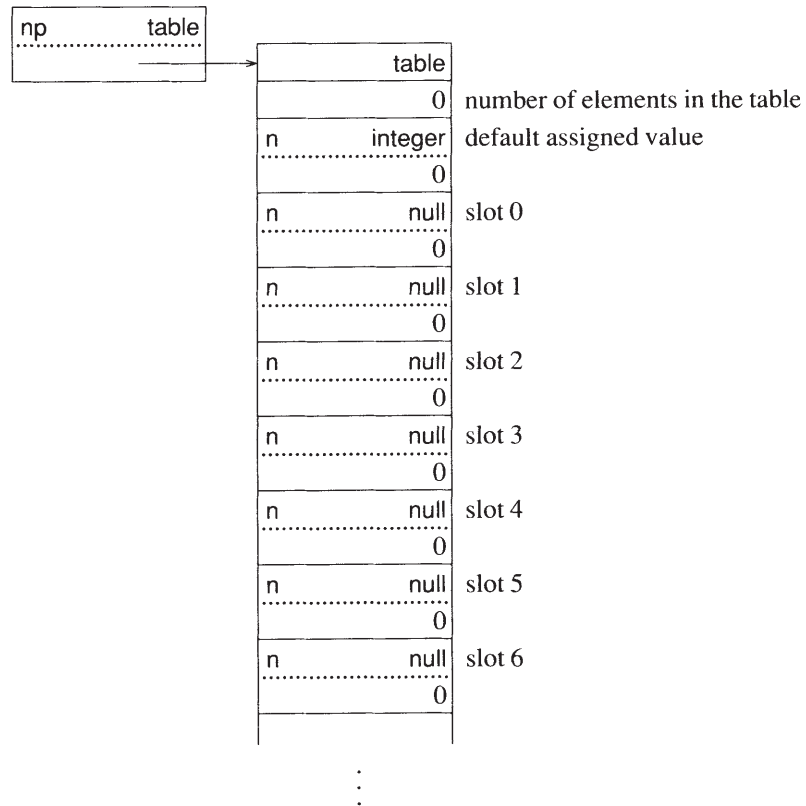 np table
table
0 number of elements in the table
n integer default assigned value
0
n null slot 0
0
n null slot 1
0
n null slot 2
0
n null slot 3
0
n null slot 4
0
n null slot 5
0
n null slot 6
0